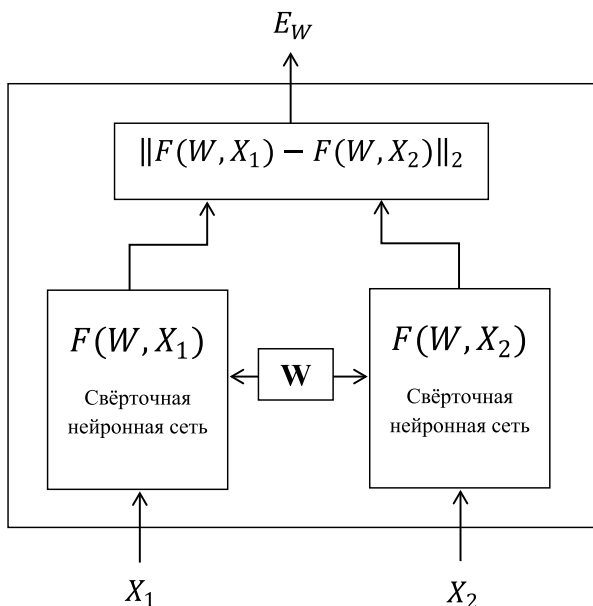 E_W
‖F(W, X_1) − F(W, X_2)‖_2
F(W, X_1)
Свёрточная
нейронная сеть
W
F(W, X_2)
Свёрточная
нейронная сеть
X_1
X_2